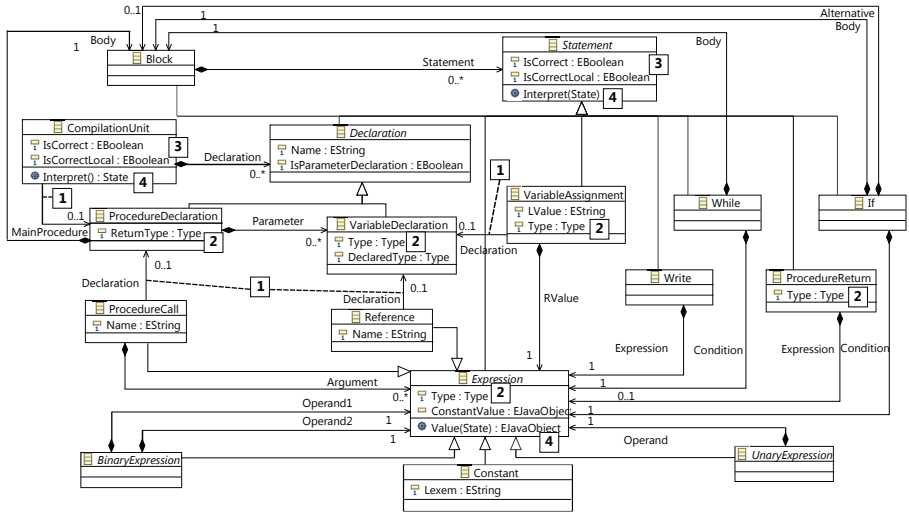 0..1
1
1
Alternative
Body
Body
1
Block
Body
Statement
0..*
Statement
IsCorrect : EBoolean
IsCorrectLocal : EBoolean
3
Interpret(State)
4
CompilationUnit
IsCorrect : EBoolean
IsCorrectLocal : EBoolean
3
Interpret() : State
4
Declaration
0..*
Declaration
Name : EString
IsParameterDeclaration : EBoolean
1
1
0..1
MainProcedure
ProcedureDeclaration
ReturnType : Type
2
Parameter
0..*
VariableDeclaration
Type : Type
2
DeclaredType : Type
0..1
Declaration
VariableAssignment
LValue : EString
Type : Type
2
While
If
0..1
Declaration
1
Declaration
0..1
RValue
1
Write
ProcedureReturn
Type : Type
2
ProcedureCall
Name : EString
Reference
Name : EString
Expression
Condition
Expression
Condition
1
1
0..1
1
1
Argument
0..*
Expression
Type : Type
2
ConstantValue : EJavaObject
Value(State) : EJavaObject
4
Operand1
1
Operand2
1
Operand
BinaryExpression
Constant
Lexem : EString
UnaryExpression